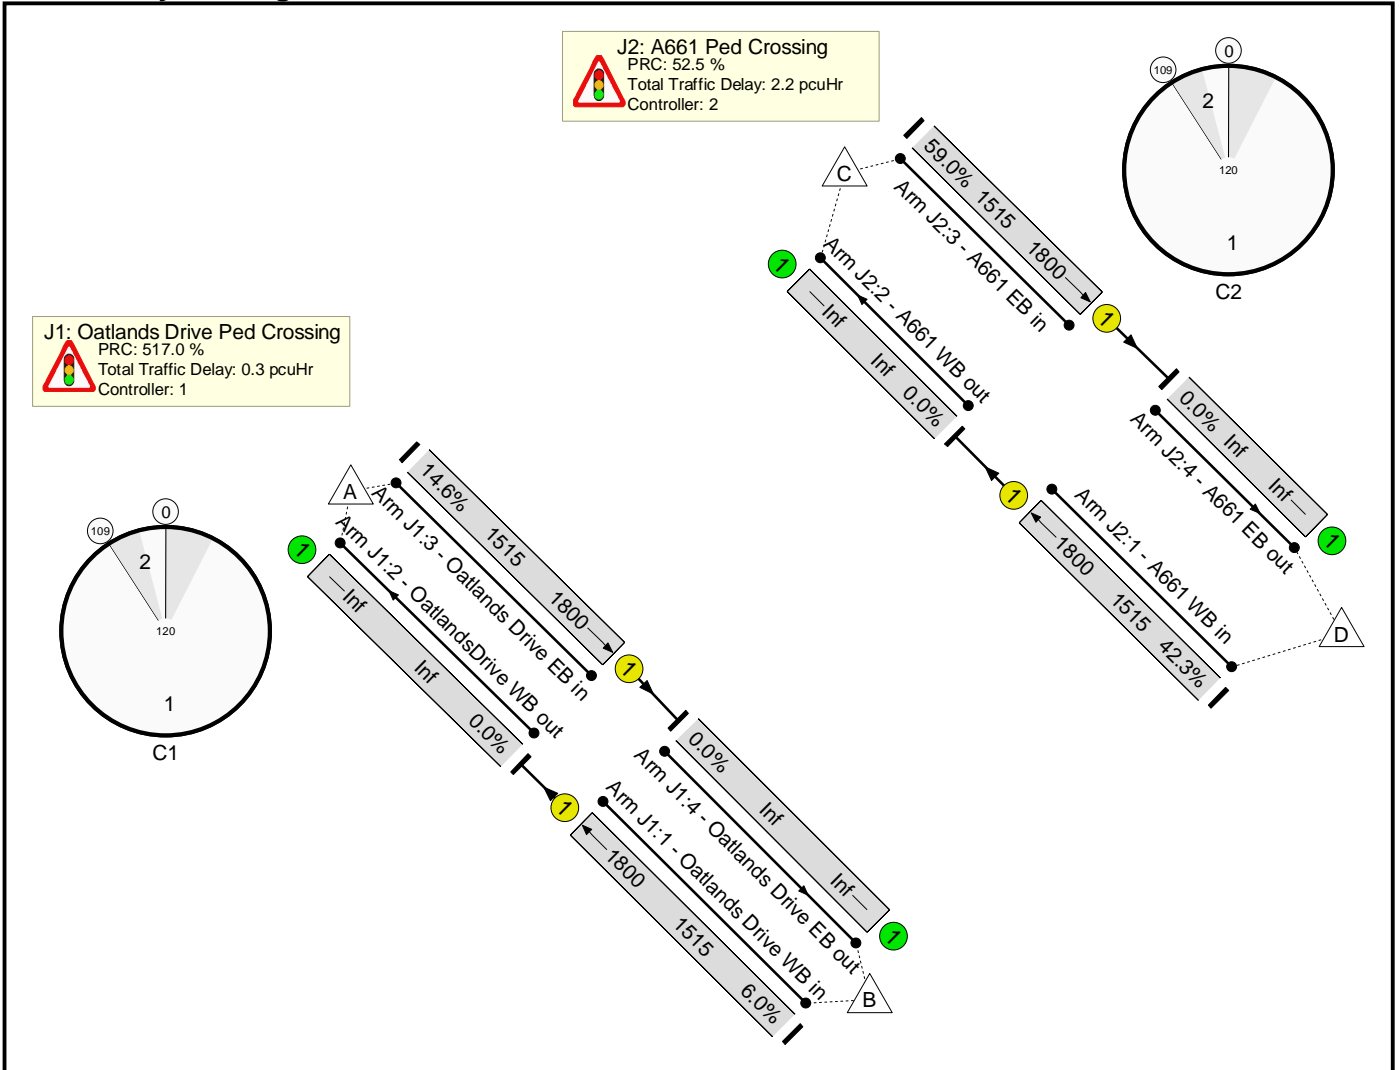 J2: A661 Ped Crossing
PRC: 52.5 %
Total Traffic Delay: 2.2 pcuHr
Controller: 2
0
109
2
120
1
C2
C
59.0% 1515 1800
Arm J2:3 - A661 EB in
1
Arm J2:2 - A661 WB out
1
Inf Inf 0.0%
0.0% Inf Inf
Arm J2:4 - A661 EB out
1
1
Arm J2:1 - A661 WB in
1800 1515 42.3%
D
J1: Oatlands Drive Ped Crossing
PRC: 517.0 %
Total Traffic Delay: 0.3 pcuHr
Controller: 1
0
109
2
120
1
C1
A
14.6% 1515 1800
Arm J1:3 - Oatlands Drive EB in
1
Arm J1:2 - OatlandsDrive WB out
1
Inf Inf 0.0%
0.0% Inf Inf
Arm J1:4 - Oatlands Drive EB out
1
1
Arm J1:1 - Oatlands Drive WB in
1800 1515 6.0%
B